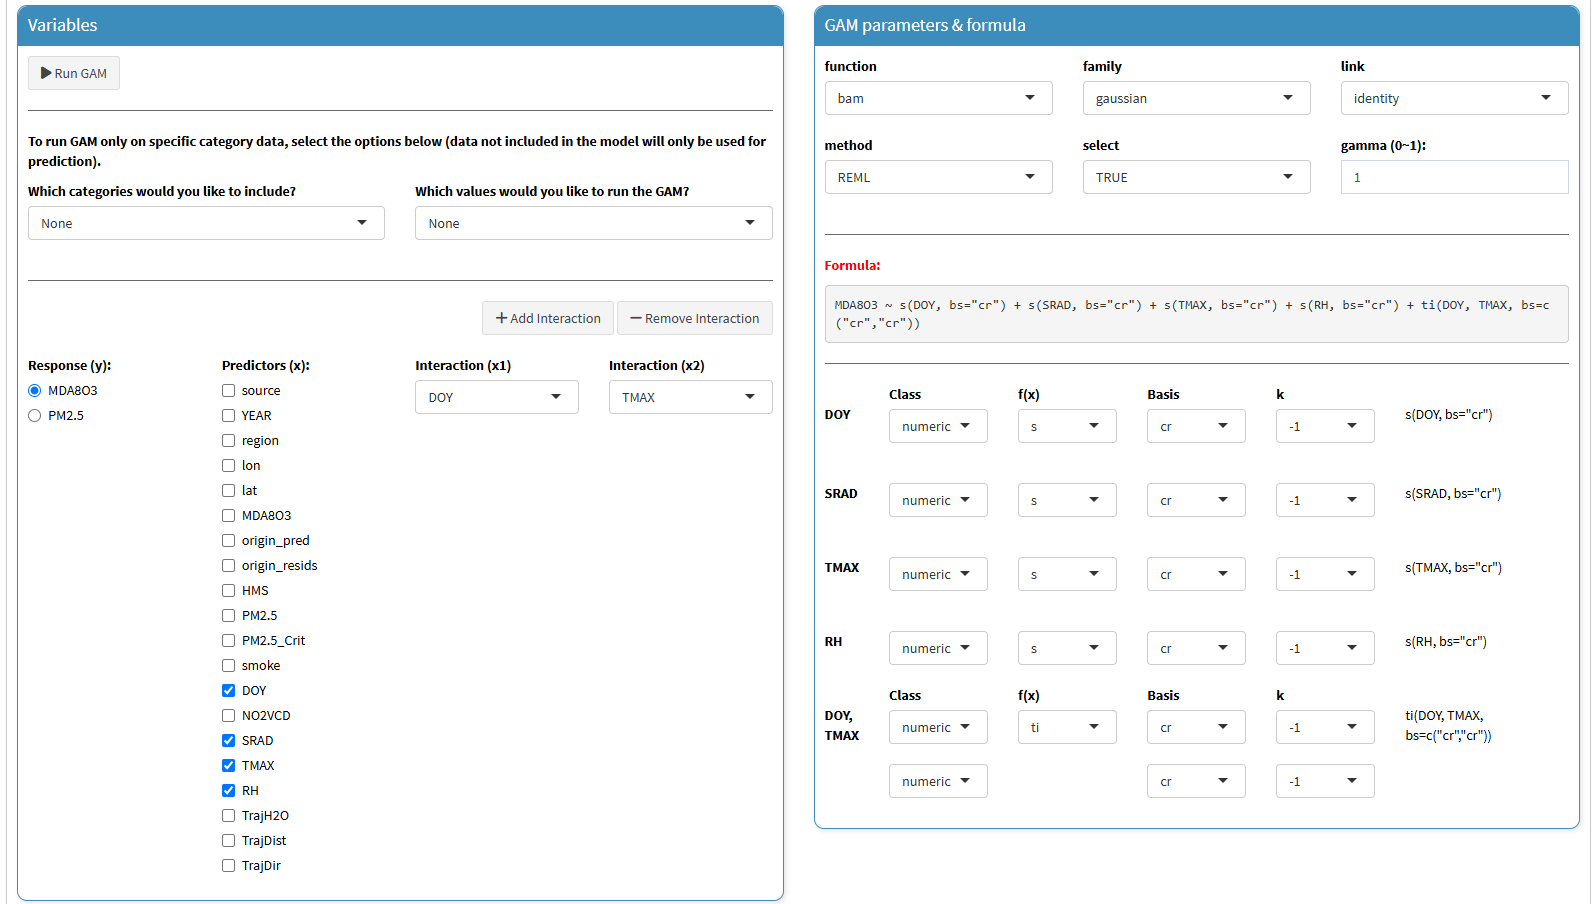 Variables
Run GAM
To run GAM only on specific category data, select the options below (data not included in the model will only be used for
prediction).
Which categories would you like to include?
Which values would you like to run the GAM?
None
None
Add Interaction
Remove Interaction
Response (y):
MDA8O3
PM2.5
Predictors (x):
source
YEAR
region
lon
lat
MDA8O3
origin_pred
origin_resids
HMS
PM2.5
PM2.5_Crit
smoke
DOY
NO2VCD
SRAD
TMAX
RH
TrajH2O
TrajDist
TrajDir
Interaction (x1)
DOY
Interaction (x2)
TMAX
GAM parameters & formula
function
family
link
bam
gaussian
identity
method
select
gamma (0~1):
REML
TRUE
1
Formula:
MDA8O3 ~ s(DOY, bs="cr") + s(SRAD, bs="cr") + s(TMAX, bs="cr") + s(RH, bs="cr") + ti(DOY, TMAX, bs=c
("cr","cr"))
Class
f(x)
Basis
k
DOY
numeric
s
cr
-1
s(DOY, bs="cr")
SRAD
numeric
s
cr
-1
s(SRAD, bs="cr")
TMAX
numeric
s
cr
-1
s(TMAX, bs="cr")
RH
numeric
s
cr
-1
s(RH, bs="cr")
Class
f(x)
Basis
k
DOY,
TMAX
numeric
ti
cr
-1
ti(DOY, TMAX,
bs=c("cr","cr"))
numeric
cr
-1